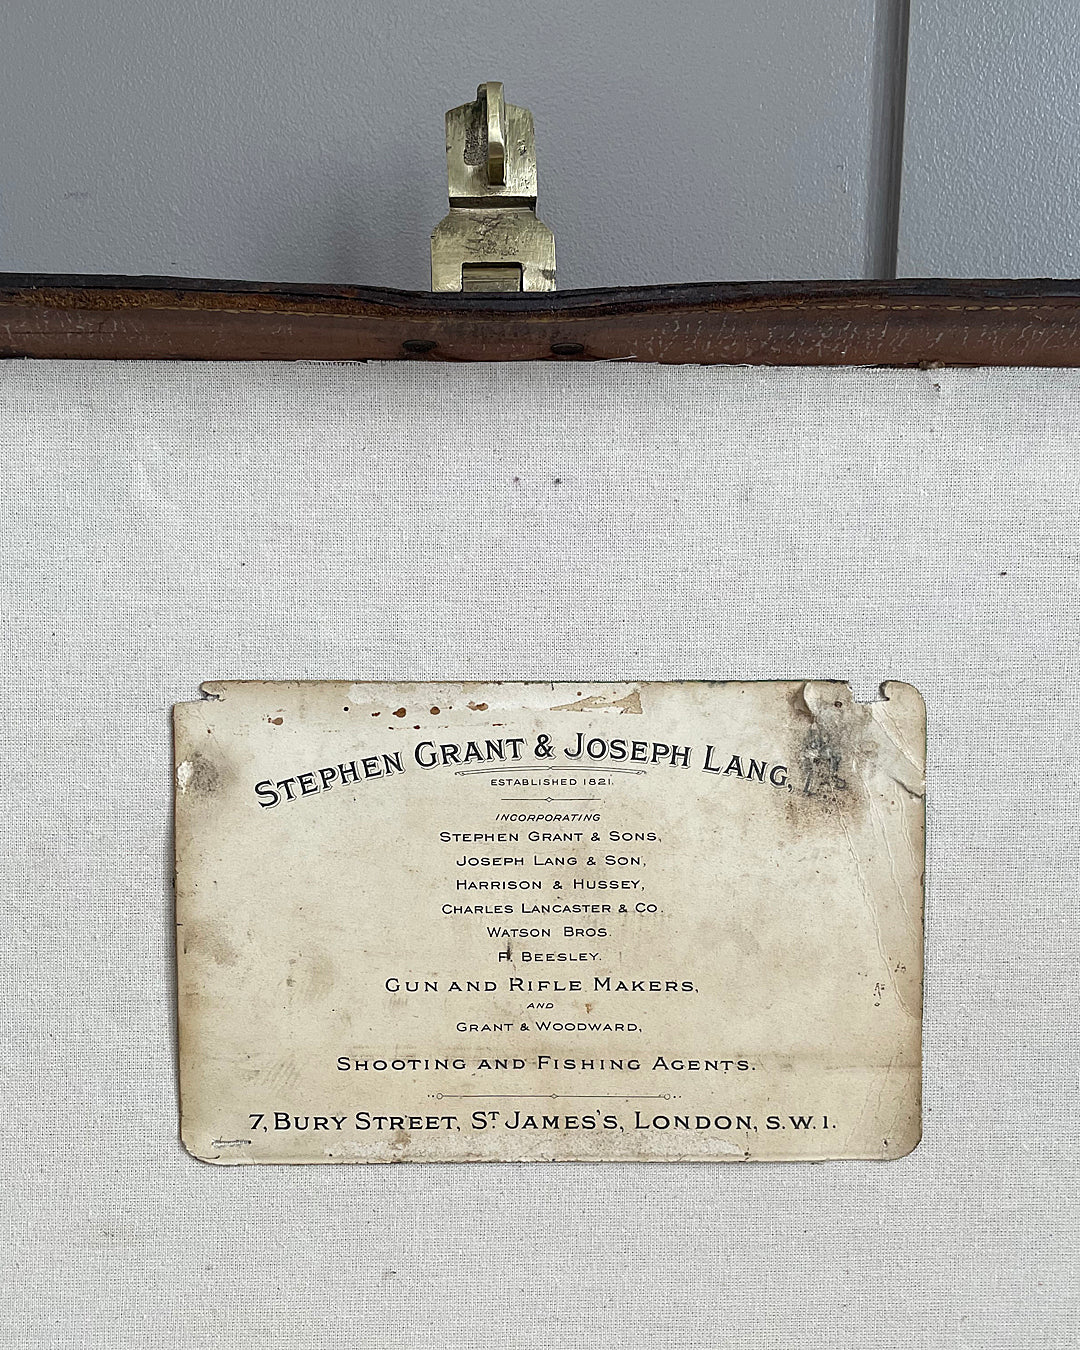 STEPHEN GRANT & JOSEPH LANG,
ESTABLISHED 1821.
INCORPORATING
STEPHEN GRANT & SONS,
JOSEPH LANG & SON,
HARRISON & HUSSEY,
CHARLES LANCASTER & CO.
WATSON BROS.
F. BEESLEY.
GUN AND RIFLE MAKERS,
AND
GRANT & WOODWARD,
SHOOTING AND FISHING AGENTS.
7, BURY STREET, ST JAMES'S, LONDON, S.W.1.